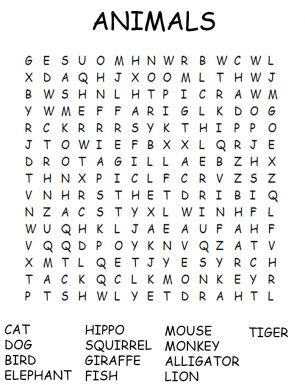 ANIMALS
G E S U O M H N W R B W C W L
X D A Q H J X O O M L T H W J
B W S H N L H T P I C R A W M
Y W M E F F A R I G L K D O G
R C K R R R S Y K T H I P P O
J T O W I E F B X X L Q R J E
D R O T A G I L L A E B Z H X
T H N X P I C L F C R V Z S Z
V N H R S T H E T D R I B I Q
N Z A C S T Y X L W I N H F L
W U Q H K L J A E A U F A H F
V Q Q D P O Y K N V Q Z A T V
X M T L Q E T J Y E S Y R C H
T A C K Q C L K M O N K E Y R
P T S H W L Y E T D R A H T L
CAT HIPPO MOUSE TIGER
DOG SQUIRREL MONKEY
BIRD GIRAFFE ALLIGATOR
ELEPHANT FISH LION